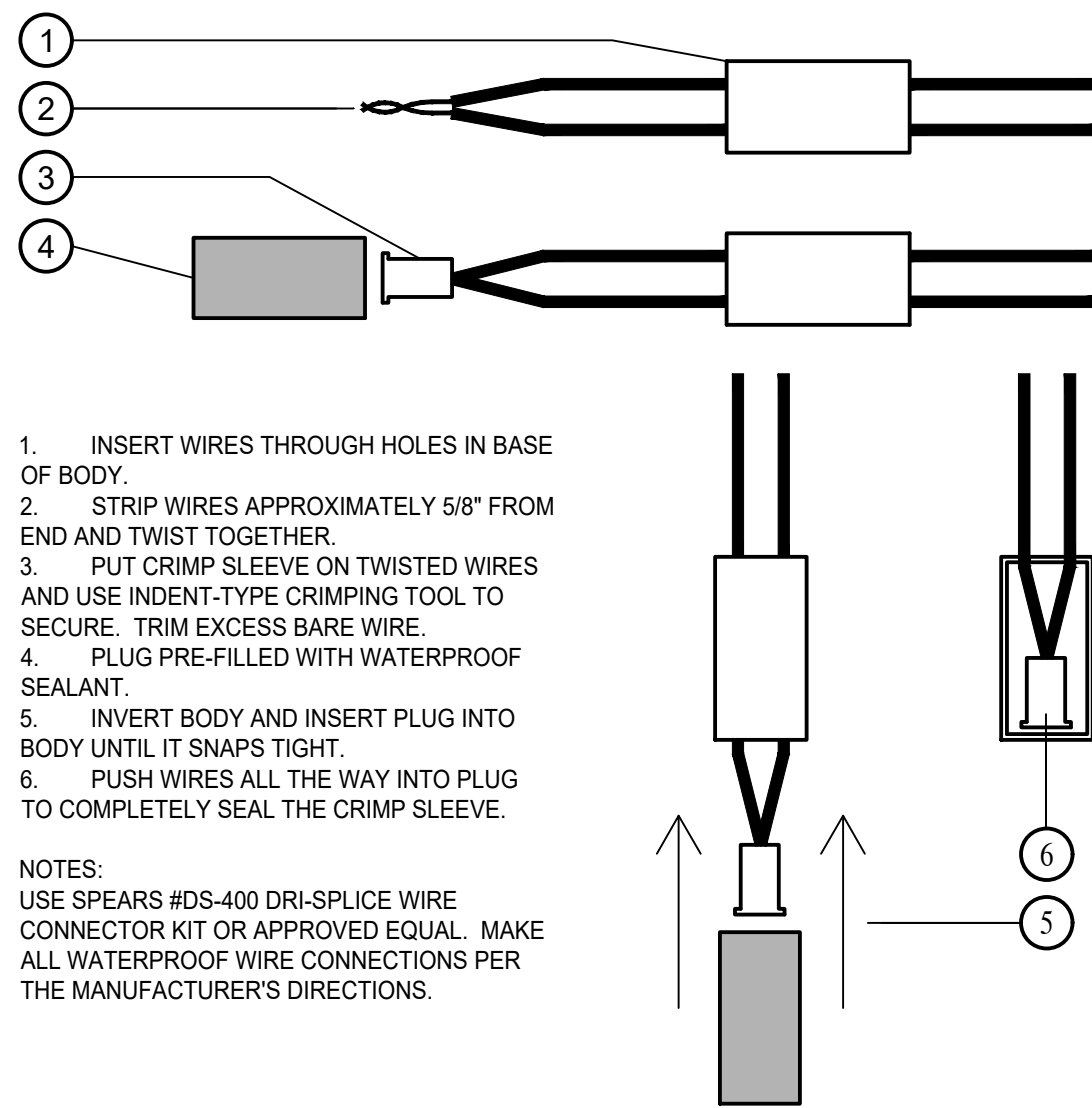 1
2
3
4
1. INSERT WIRES THROUGH HOLES IN BASE
OF BODY.
2. STRIP WIRES APPROXIMATELY 5/8" FROM
END AND TWIST TOGETHER.
3. PUT CRIMP SLEEVE ON TWISTED WIRES
AND USE INDENT-TYPE CRIMPING TOOL TO
SECURE. TRIM EXCESS BARE WIRE.
4. PLUG PRE-FILLED WITH WATERPROOF
SEALANT.
5. INVERT BODY AND INSERT PLUG INTO
BODY UNTIL IT SNAPS TIGHT.
6. PUSH WIRES ALL THE WAY INTO PLUG
TO COMPLETELY SEAL THE CRIMP SLEEVE.
NOTES:
USE SPEARS #DS-400 DRI-SPLICE WIRE
CONNECTOR KIT OR APPROVED EQUAL. MAKE
ALL WATERPROOF WIRE CONNECTIONS PER
THE MANUFACTURER'S DIRECTIONS.
6
5